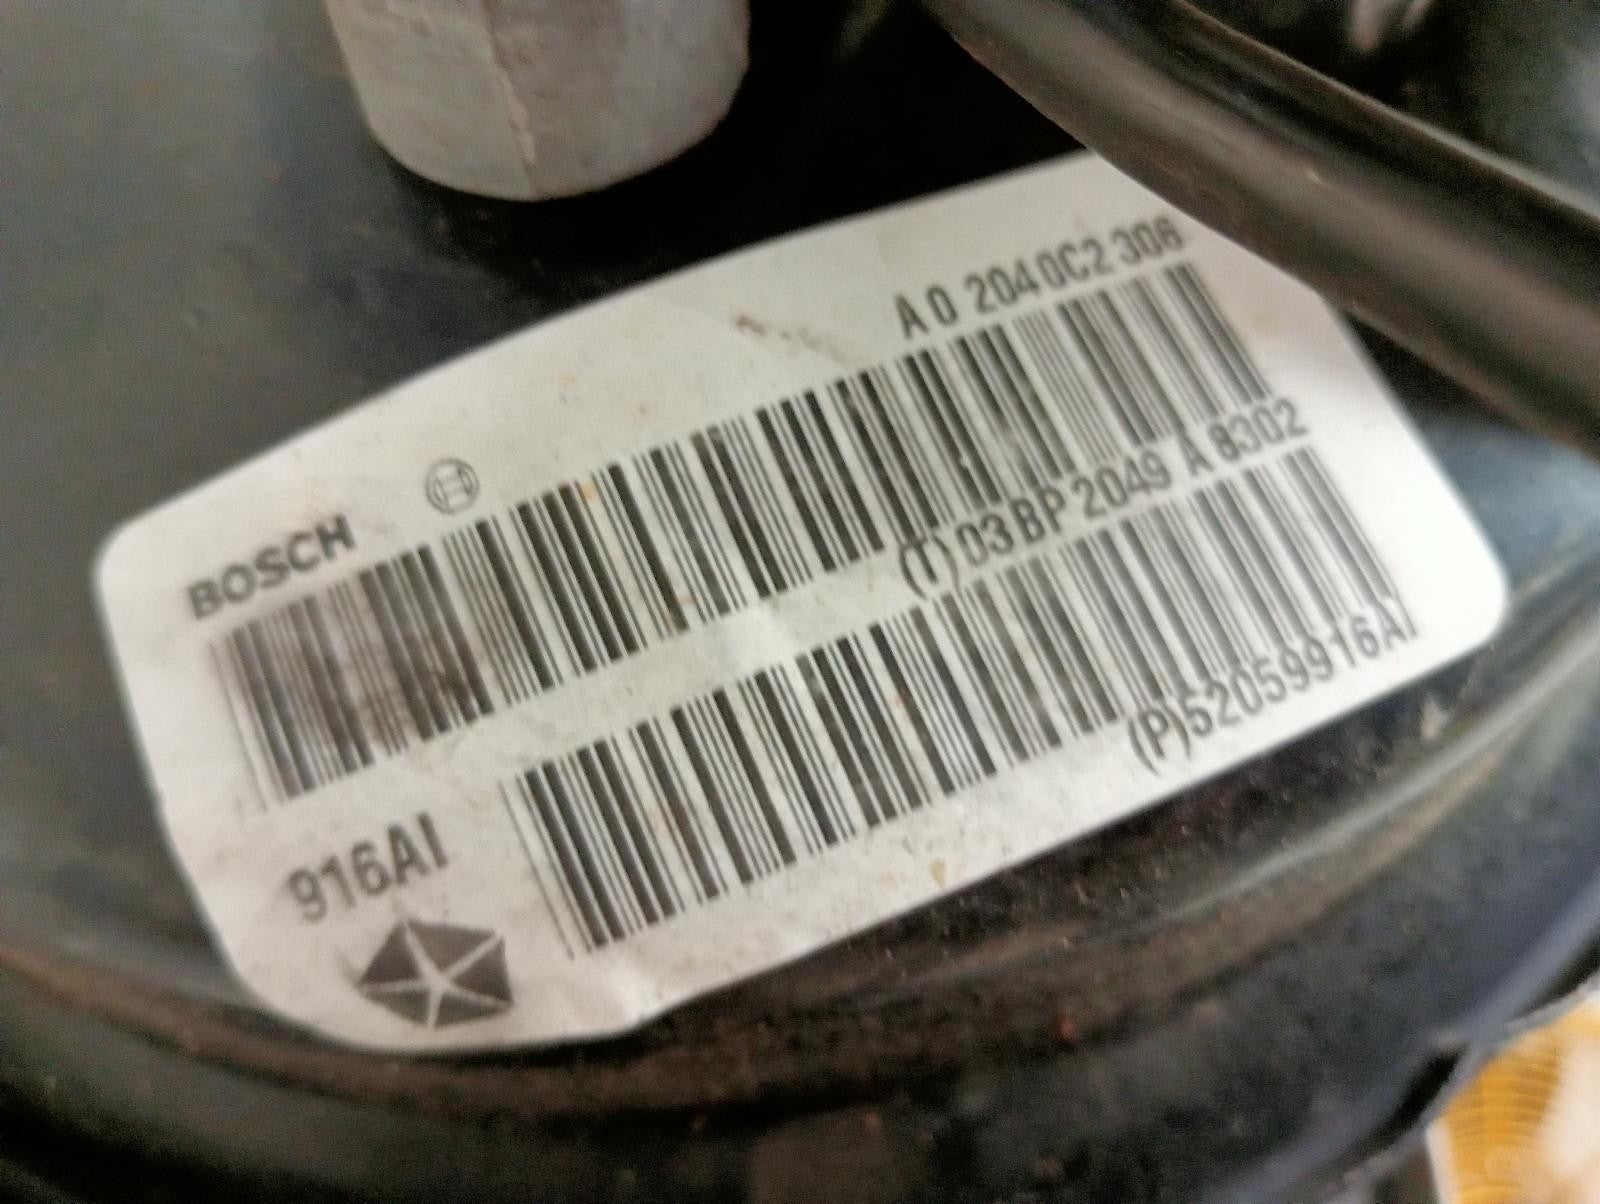 A 0 204 0C2 306
BOSCH
(T) 03 BP 2049 A 8302
(P)52059916AI
916AI